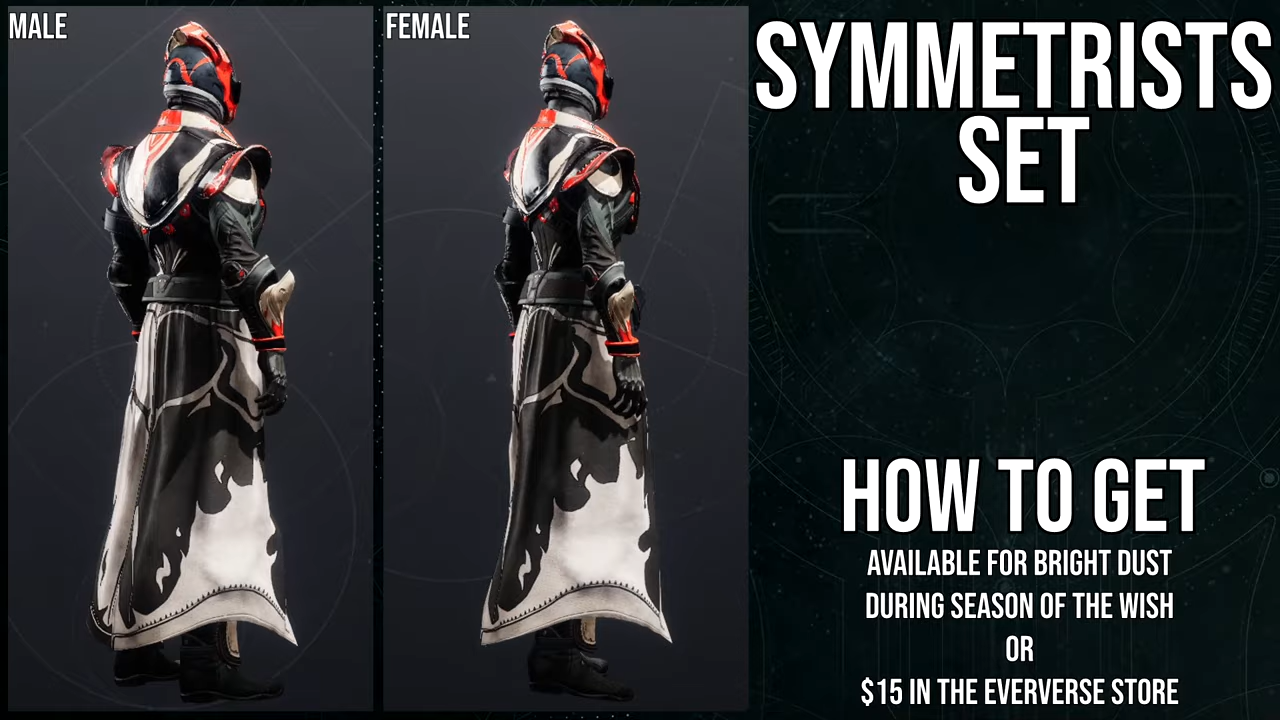 MALE
FEMALE
SYMMETRISTS
SET
HOW TO GET
AVAILABLE FOR BRIGHT DUST
DURING SEASON OF THE WISH
OR
$15 IN THE EVERVERSE STORE